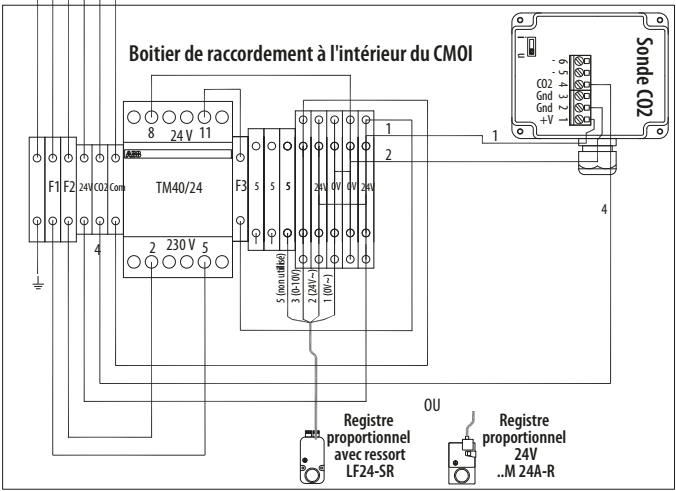 Boitier de raccordement à l'intérieur du CMOI
Sonde CO2
i
u
- 6
- 5
CO2 4
Gnd 3
Gnd 2
+V 1
8 24 V 11
ABB
TM40/24
2 230 V 5
F1 F2 24V CO2 Com
4
F3 5 5 5 24V 0V 0V 24V
1
2
1
4
5 (non utilisé)
3 (0-10V)
2 (24V~)
1 (0V~)
OU
Registre
proportionnel
avec ressort
LF24-SR
Registre
proportionnel
24V
..M 24A-R